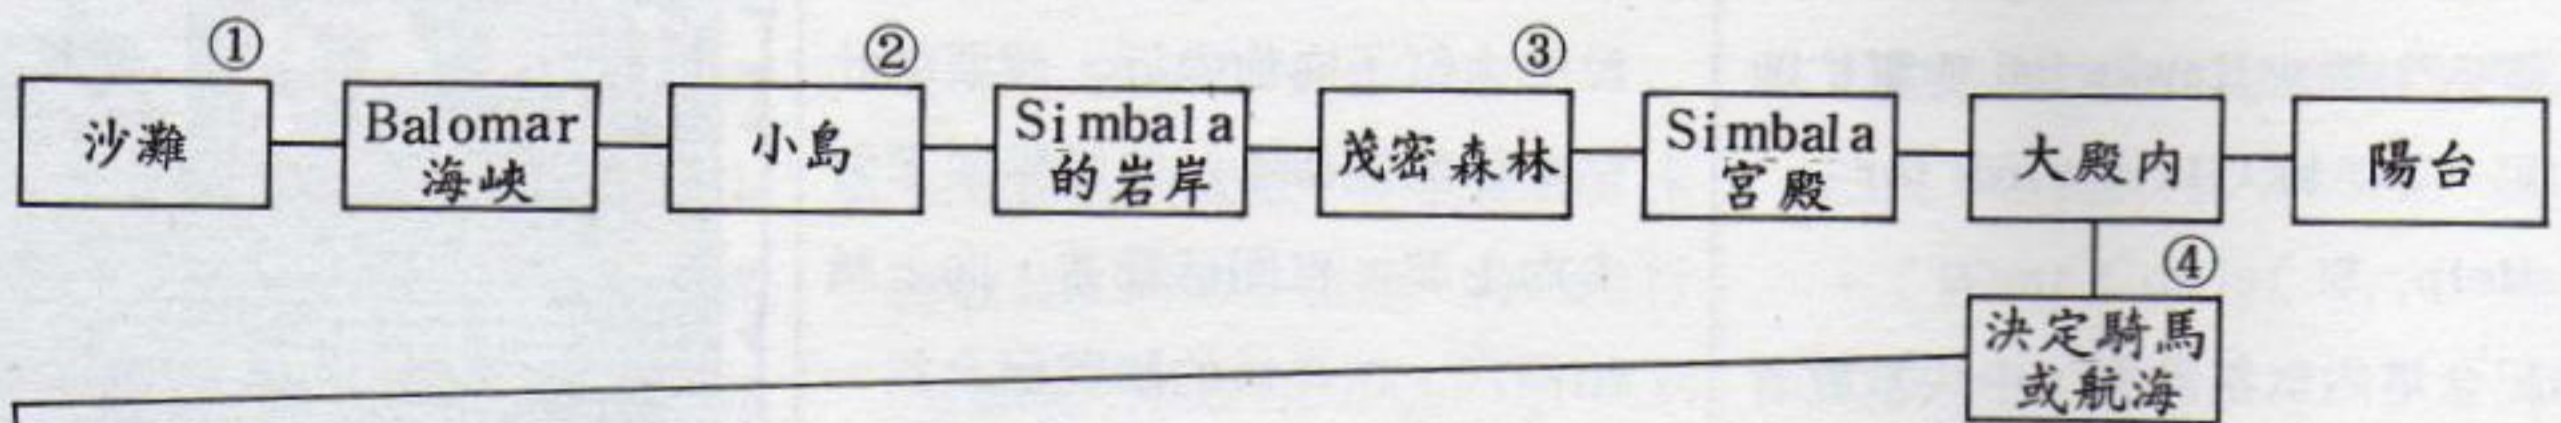 ①
沙灘
Balomar
海峽
小島
②
Simbala
的岩岸
茂密森林
③
Simbala
宮殿
大殿内
陽台
④
決定騎馬
或航海